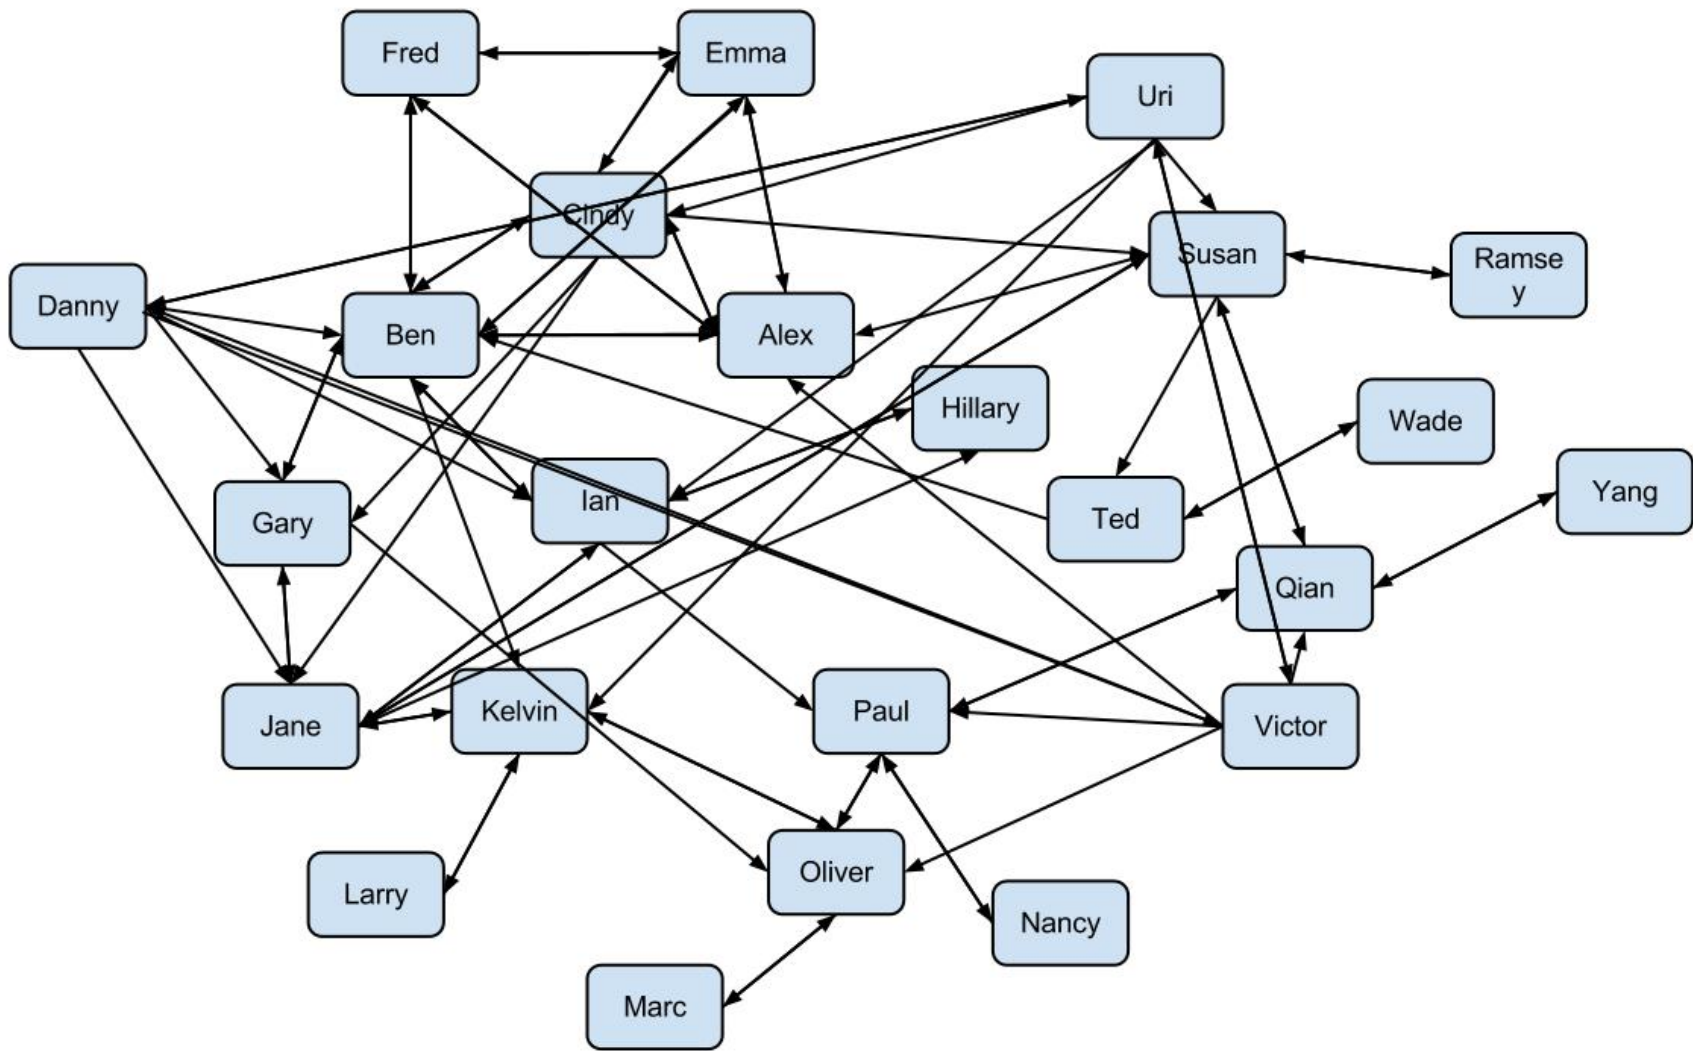 Fred
Emma
Uri
Cindy
Susan
Ramse
y
Danny
Ben
Alex
Hillary
Wade
Ian
Ted
Yang
Gary
Qian
Jane
Kelvin
Paul
Victor
Larry
Oliver
Nancy
Marc